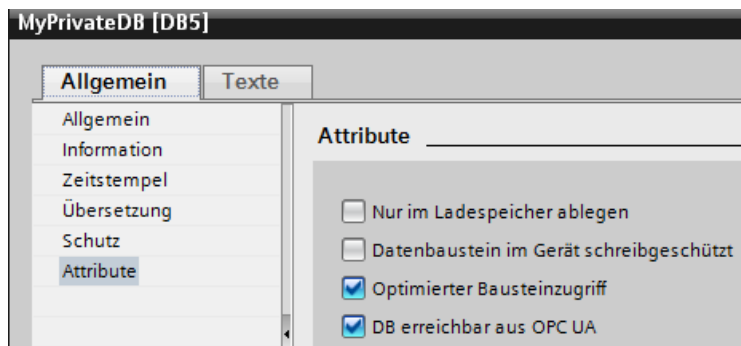 MyPrivateDB [DB5]
Allgemein Texte
Allgemein
Information
Zeitstempel
Übersetzung
Schutz
Attribute
Attribute
Nur im Ladespeicher ablegen
Datenbaustein im Gerät schreibgeschützt
Optimierter Bausteinzugriff
DB erreichbar aus OPC UA